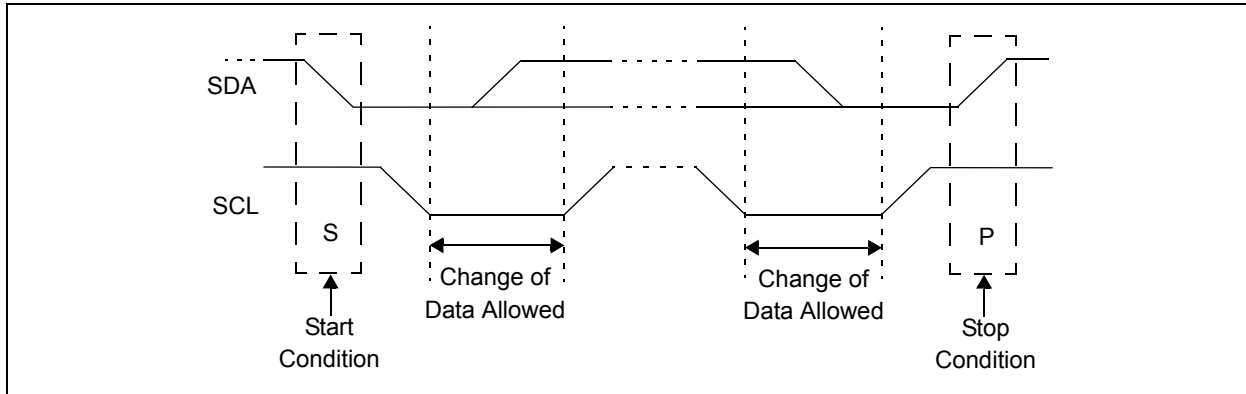 SDA
SCL
S
P
Change of
Data Allowed
Change of
Data Allowed
Start
Condition
Stop
Condition